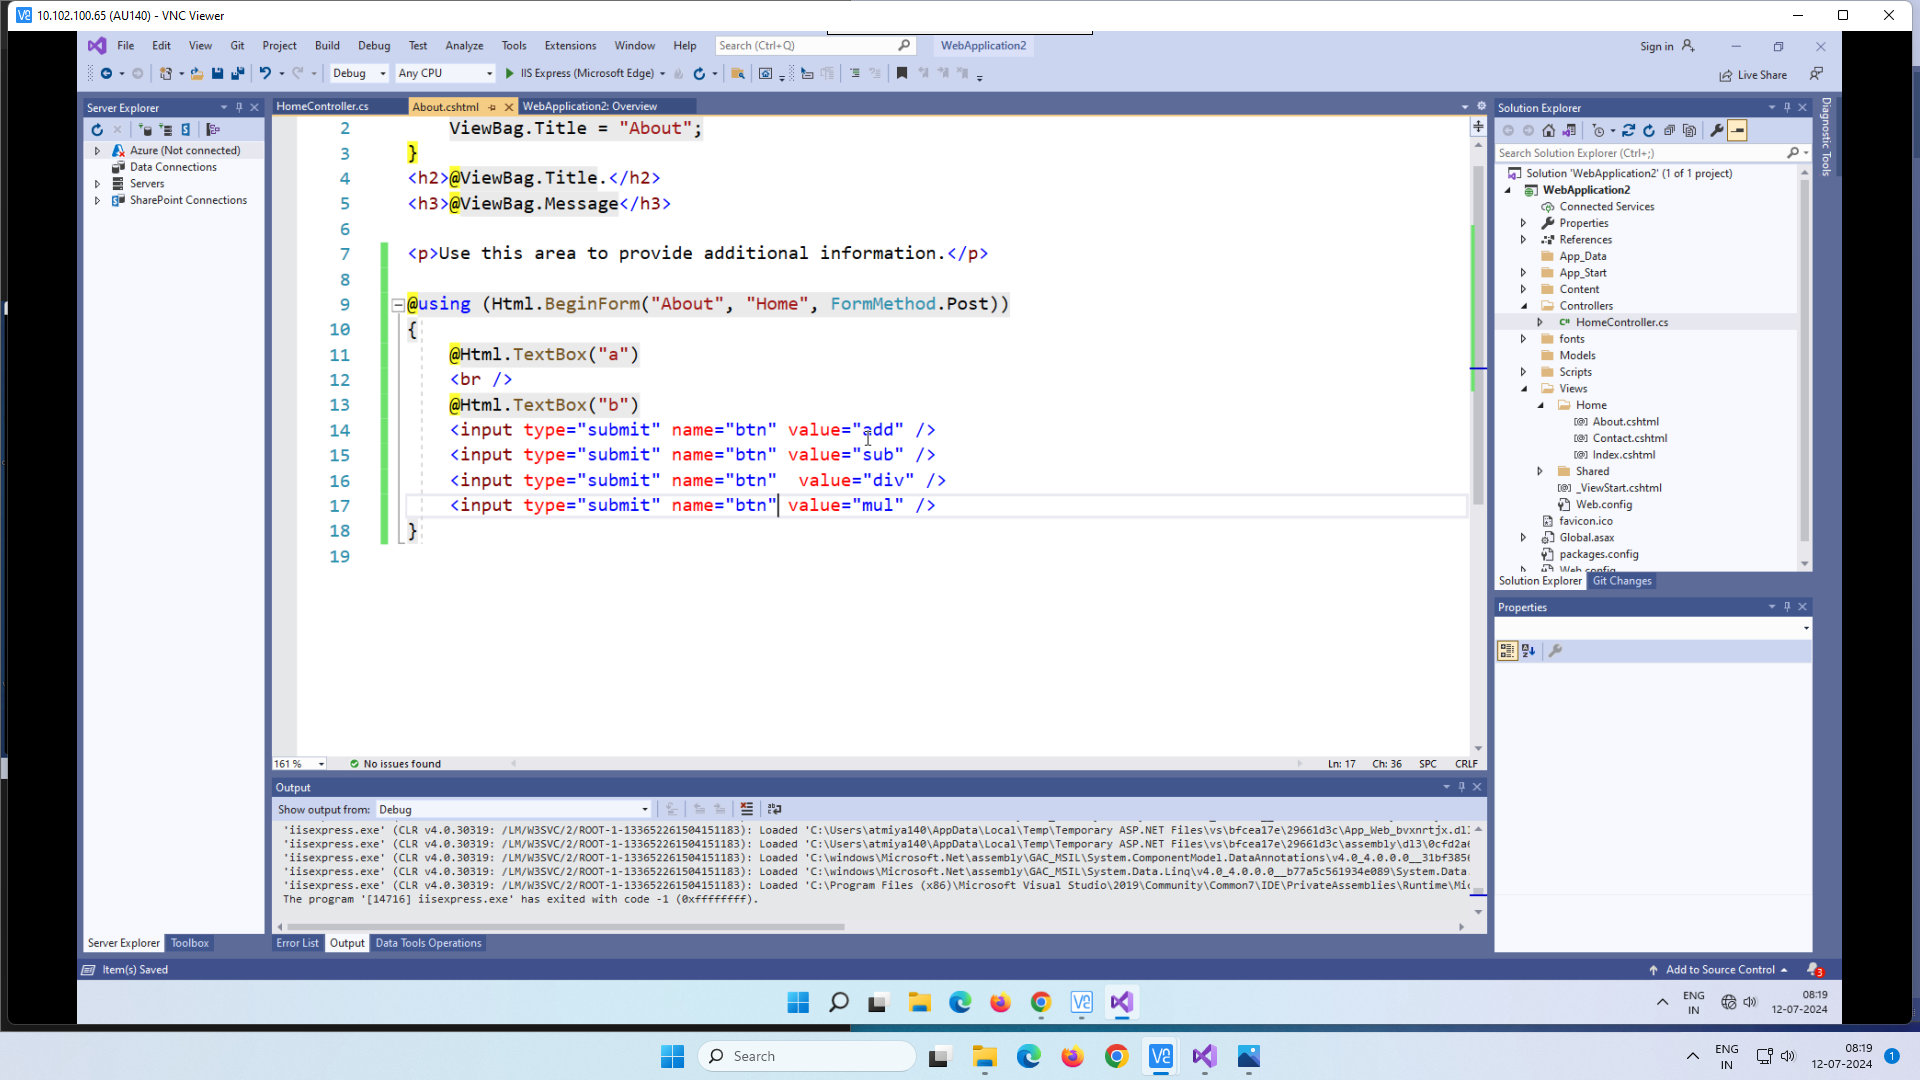 10.102.100.65 (AU140) - VNC Viewer
File Edit View Git Project Build Debug Test Analyze Tools Extensions Window Help Search (Ctrl+Q) WebApplication2 Sign in
Debug Any CPU IIS Express (Microsoft Edge) Live Share
Server Explorer
Azure (Not connected)
Data Connections
Servers
SharePoint Connections
HomeController.cs About.cshtml WebApplication2: Overview
2 ViewBag.Title = "About";
3 }
4 <h2>@ViewBag.Title.</h2>
5 <h3>@ViewBag.Message</h3>
6
7 <p>Use this area to provide additional information.</p>
8
9 @using (Html.BeginForm("About", "Home", FormMethod.Post))
10 {
11 @Html.TextBox("a")
12 <br />
13 @Html.TextBox("b")
14 <input type="submit" name="btn" value="add" />
15 <input type="submit" name="btn" value="sub" />
16 <input type="submit" name="btn"  value="div" />
17 <input type="submit" name="btn" value="mul" />
18 }
19
161 % No issues found Ln: 17 Ch: 36 SPC CRLF
Output
Show output from: Debug
'iisexpress.exe' (CLR v4.0.30319: /LM/W3SVC/2/ROOT-1-133652261504151183): Loaded 'C:\Users\atmiya140\AppData\Local\Temp\Temporary ASP.NET Files\vs\bfcea17e\29661d3c\App_Web_bvxnrtjx.dl
'iisexpress.exe' (CLR v4.0.30319: /LM/W3SVC/2/ROOT-1-133652261504151183): Loaded 'C:\Users\atmiya140\AppData\Local\Temp\Temporary ASP.NET Files\vs\bfcea17e\29661d3c\assembly\dl3\0cfd2a6
'iisexpress.exe' (CLR v4.0.30319: /LM/W3SVC/2/ROOT-1-133652261504151183): Loaded 'C:\windows\Microsoft.Net\assembly\GAC_MSIL\System.ComponentModel.DataAnnotations\v4.0_4.0.0.0__31bf3856
'iisexpress.exe' (CLR v4.0.30319: /LM/W3SVC/2/ROOT-1-133652261504151183): Loaded 'C:\windows\Microsoft.Net\assembly\GAC_MSIL\System.Data.Linq\v4.0_4.0.0.0__b77a5c561934e089\System.Data.
'iisexpress.exe' (CLR v4.0.30319: /LM/W3SVC/2/ROOT-1-133652261504151183): Loaded 'C:\Program Files (x86)\Microsoft Visual Studio\2019\Community\Common7\IDE\PrivateAssemblies\Runtime\Mi
The program '[14716] iisexpress.exe' has exited with code -1 (0xffffffff).
Server Explorer Toolbox Error List Output Data Tools Operations
Solution Explorer
Search Solution Explorer (Ctrl+;)
Solution 'WebApplication2' (1 of 1 project)
WebApplication2
Connected Services
Properties
References
App_Data
App_Start
Content
Controllers
HomeController.cs
fonts
Models
Scripts
Views
Home
About.cshtml
Contact.cshtml
Index.cshtml
Shared
_ViewStart.cshtml
Web.config
favicon.ico
Global.asax
packages.config
Web.config
Solution Explorer Git Changes
Properties
Diagnostic Tools
Item(s) Saved Add to Source Control 3
ENG IN 08:19
12-07-2024
Search ENG IN 08:19
12-07-2024 1